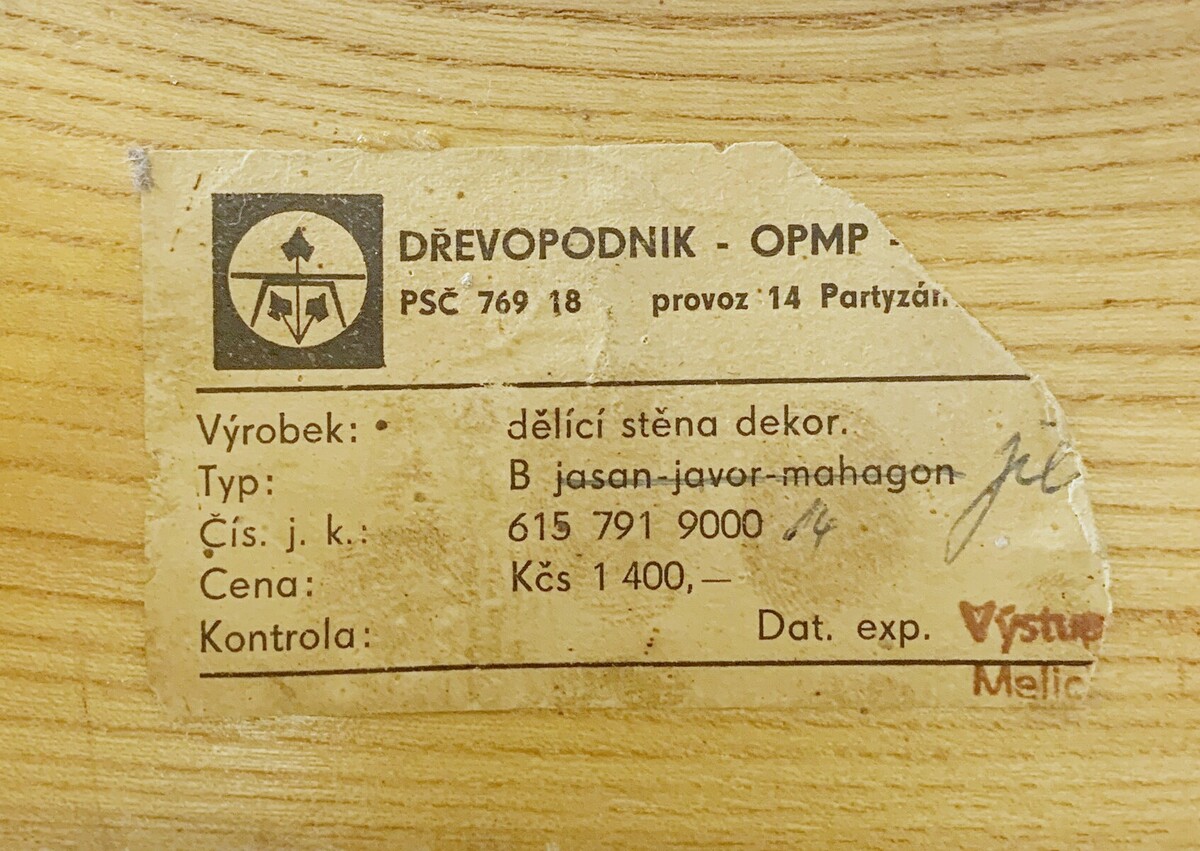 DŘEVOPODNIK - OPMP -
PSČ 769 18 provoz 14 Partyzán
Výrobek: dělící stěna dekor.
Typ: B jasan-javor-mahagon
Čís. j. k.: 615 791 9000 14
Cena: Kčs 1 400,—
Kontrola: Dat. exp. Výstup
Melic